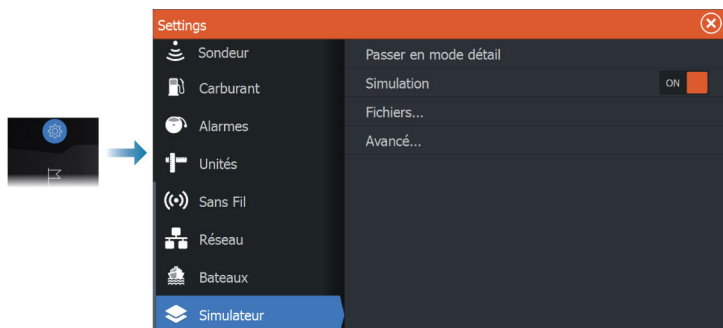 Settings
Sondeur
Carburant
Alarmes
Unités
Sans Fil
Réseau
Bateaux
Simulateur
Passer en mode détail
Simulation ON
Fichiers...
Avancé...